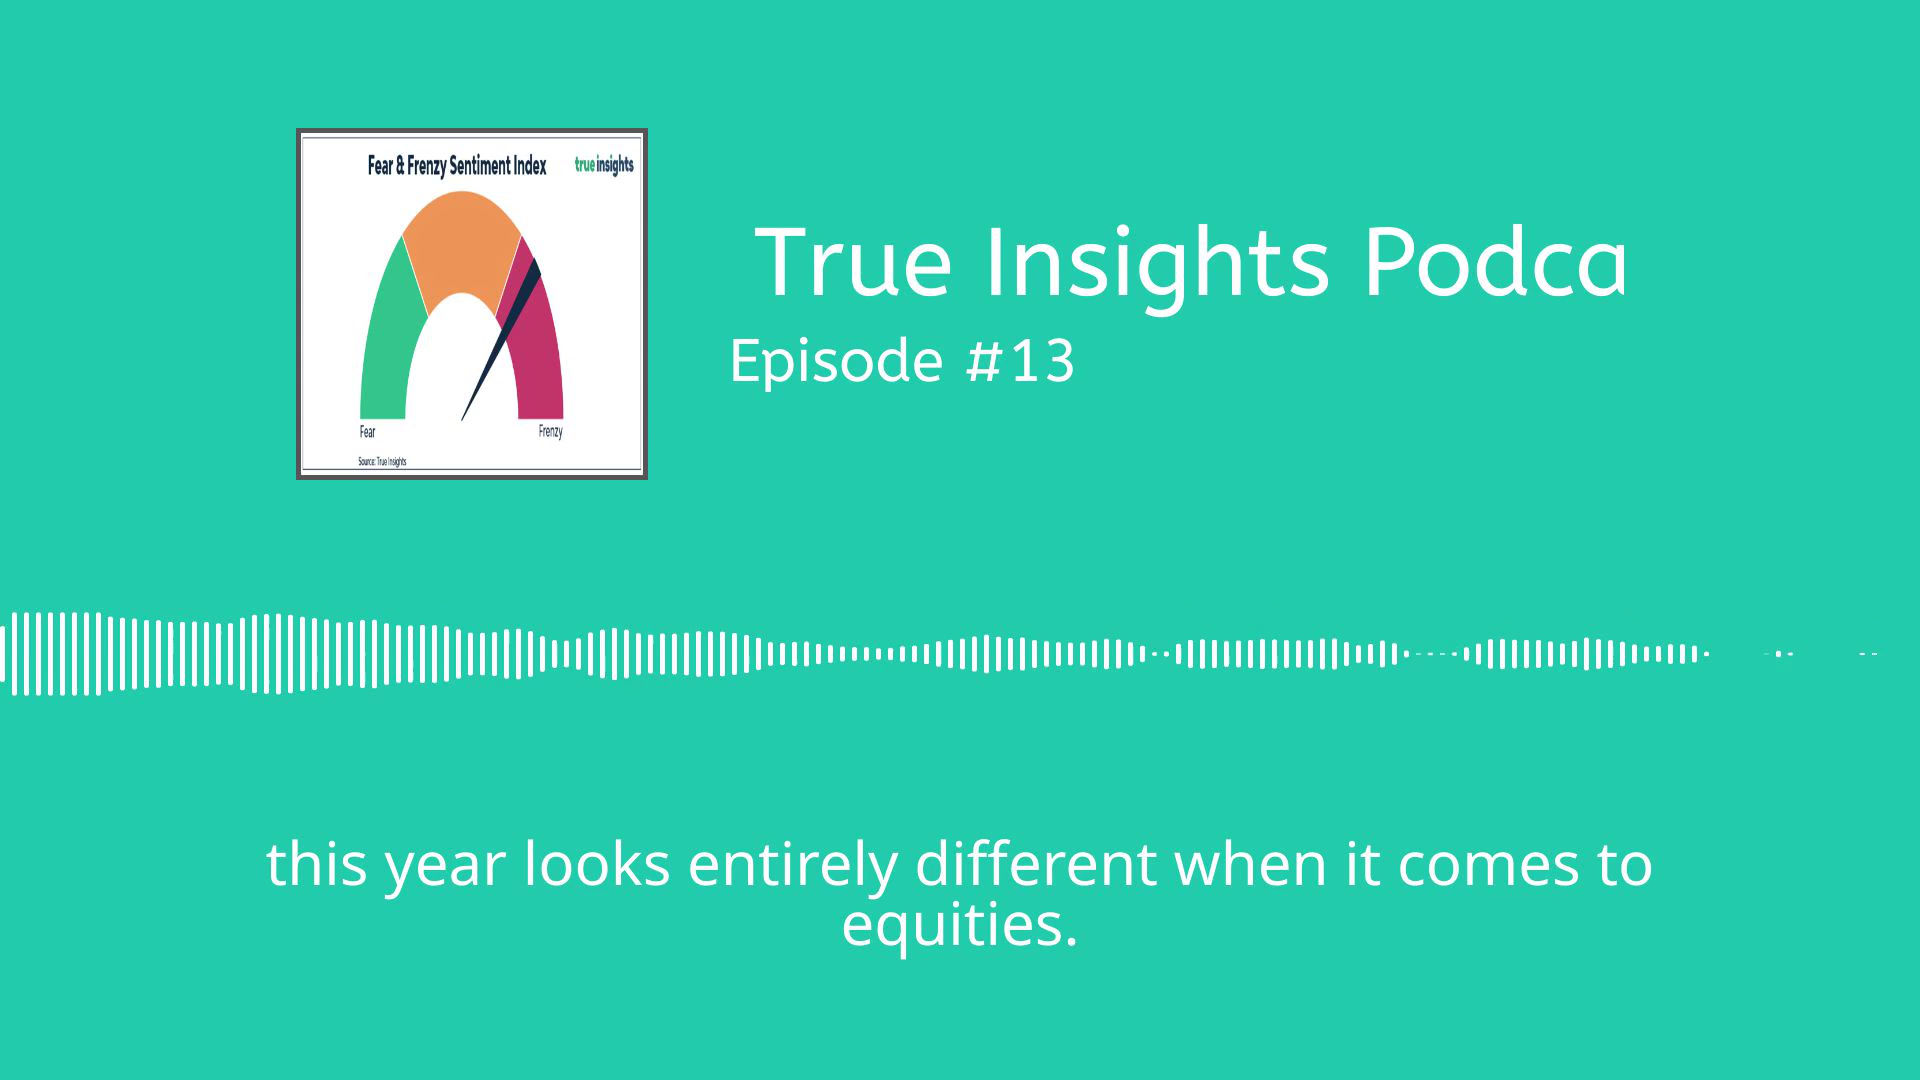 Fear & Frenzy Sentiment Index
true insights
Fear
Frenzy
Source: True Insights
True Insights Podca
Episode #13
this year looks entirely different when it comes to
equities.